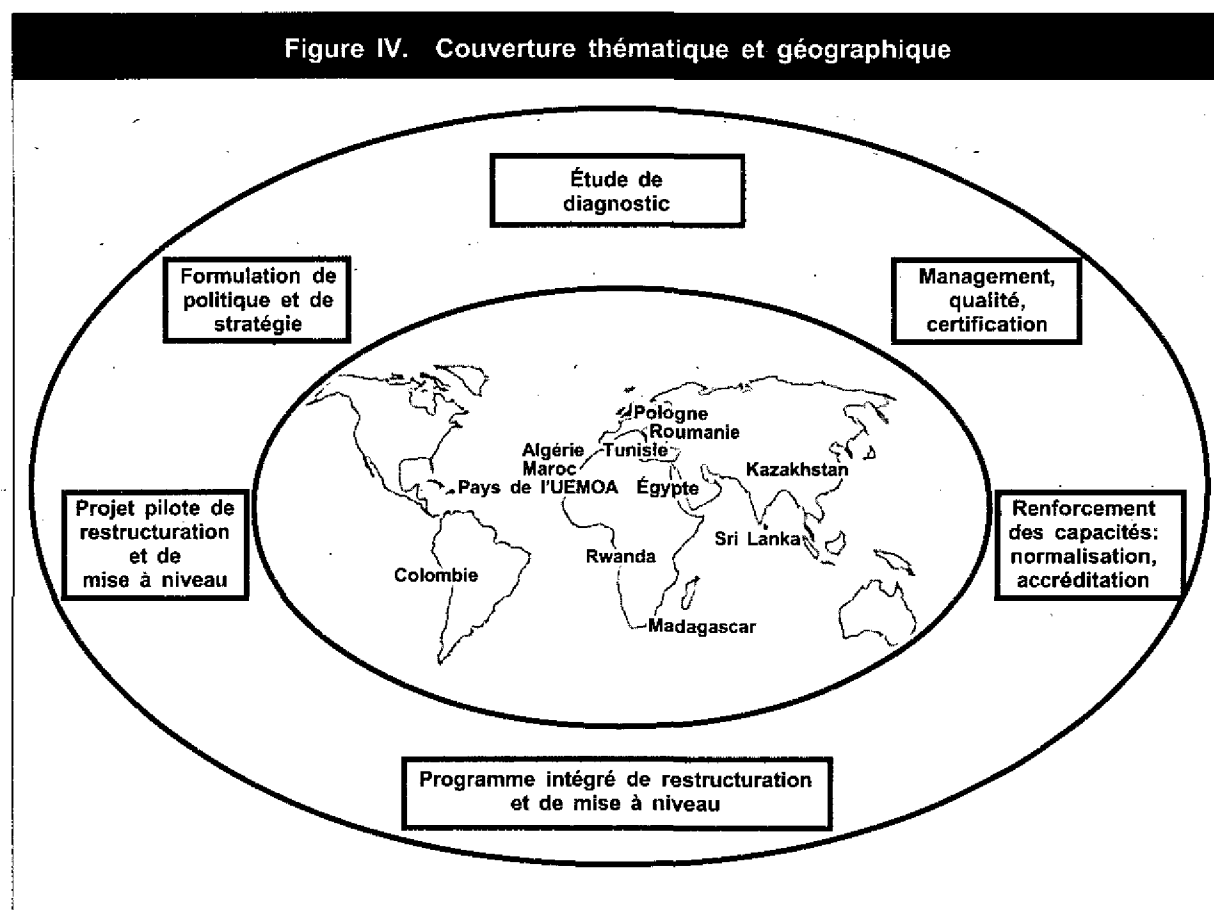 Figure IV. Couverture thématique et géographique
Étude de
diagnostic
Formulation de
politique et de
stratégie
Management,
qualité,
certification
Pologne
Roumanie
Algérie
Tunisie
Maroc
Kazakhstan
Pays de l'UEMOA
Égypte
Sri Lanka
Rwanda
Colombie
Madagascar
Projet pilote de
restructuration
et de
mise à niveau
Renforcement
des capacités:
normalisation,
accréditation
Programme intégré de restructuration
et de mise à niveau